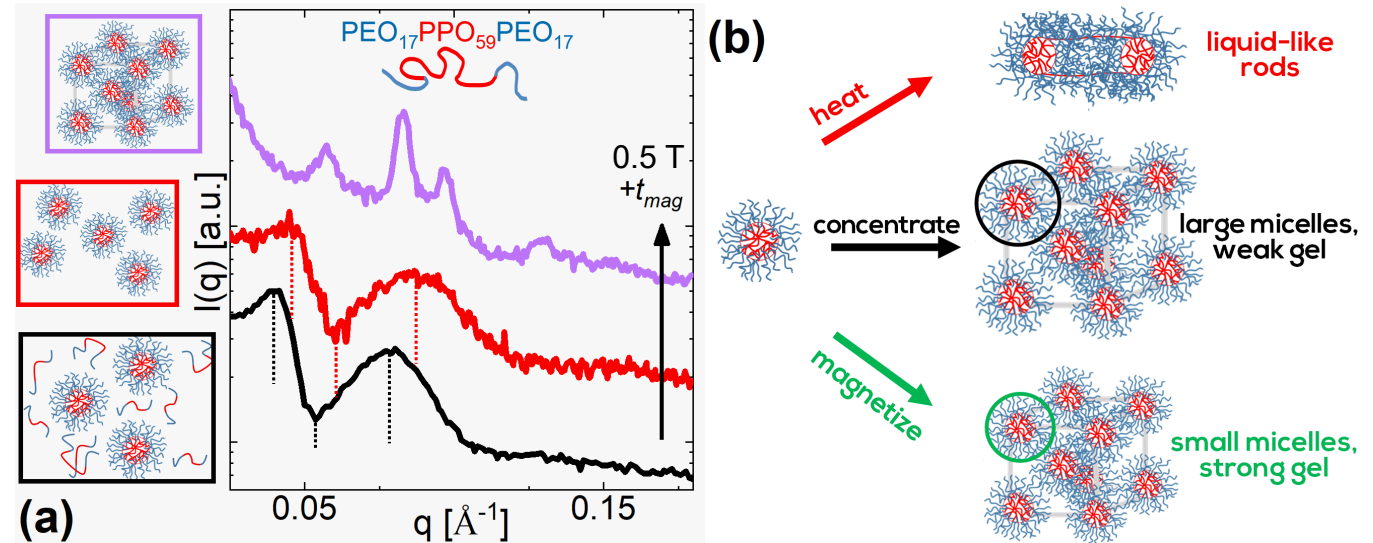 PEO₁₇PPO₅₉PEO₁₇
0.5 T
+t_mag
I(q) [a.u.]
0.05
0.15
q [Å⁻¹]
(a)
(b)
heat
liquid-like
rods
concentrate
large micelles,
weak gel
magnetize
small micelles,
strong gel